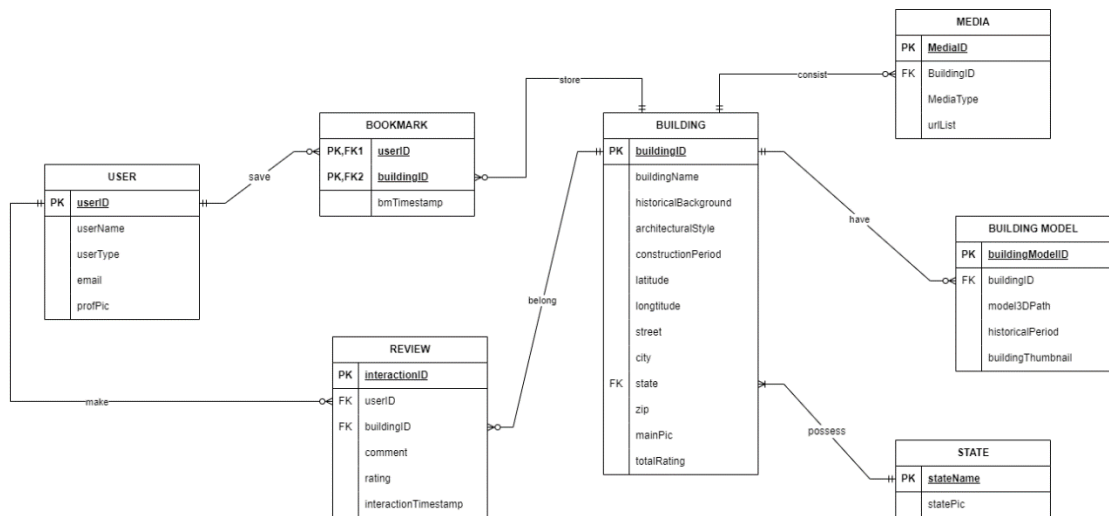 MEDIA
PK MediaID
FK BuildingID
MediaType
urlList
consist
store
BOOKMARK
PK,FK1 userID
PK,FK2 buildingID
bmTimestamp
save
USER
PK userID
userName
userType
email
profPic
make
BUILDING
PK buildingID
buildingName
historicalBackground
architecturalStyle
constructionPeriod
latitude
longtitude
street
city
FK state
zip
mainPic
totalRating
have
BUILDING MODEL
PK buildingModelID
FK buildingID
model3DPath
historicalPeriod
buildingThumbnail
belong
REVIEW
PK interactionID
FK userID
FK buildingID
comment
rating
interactionTimestamp
possess
STATE
PK stateName
statePic